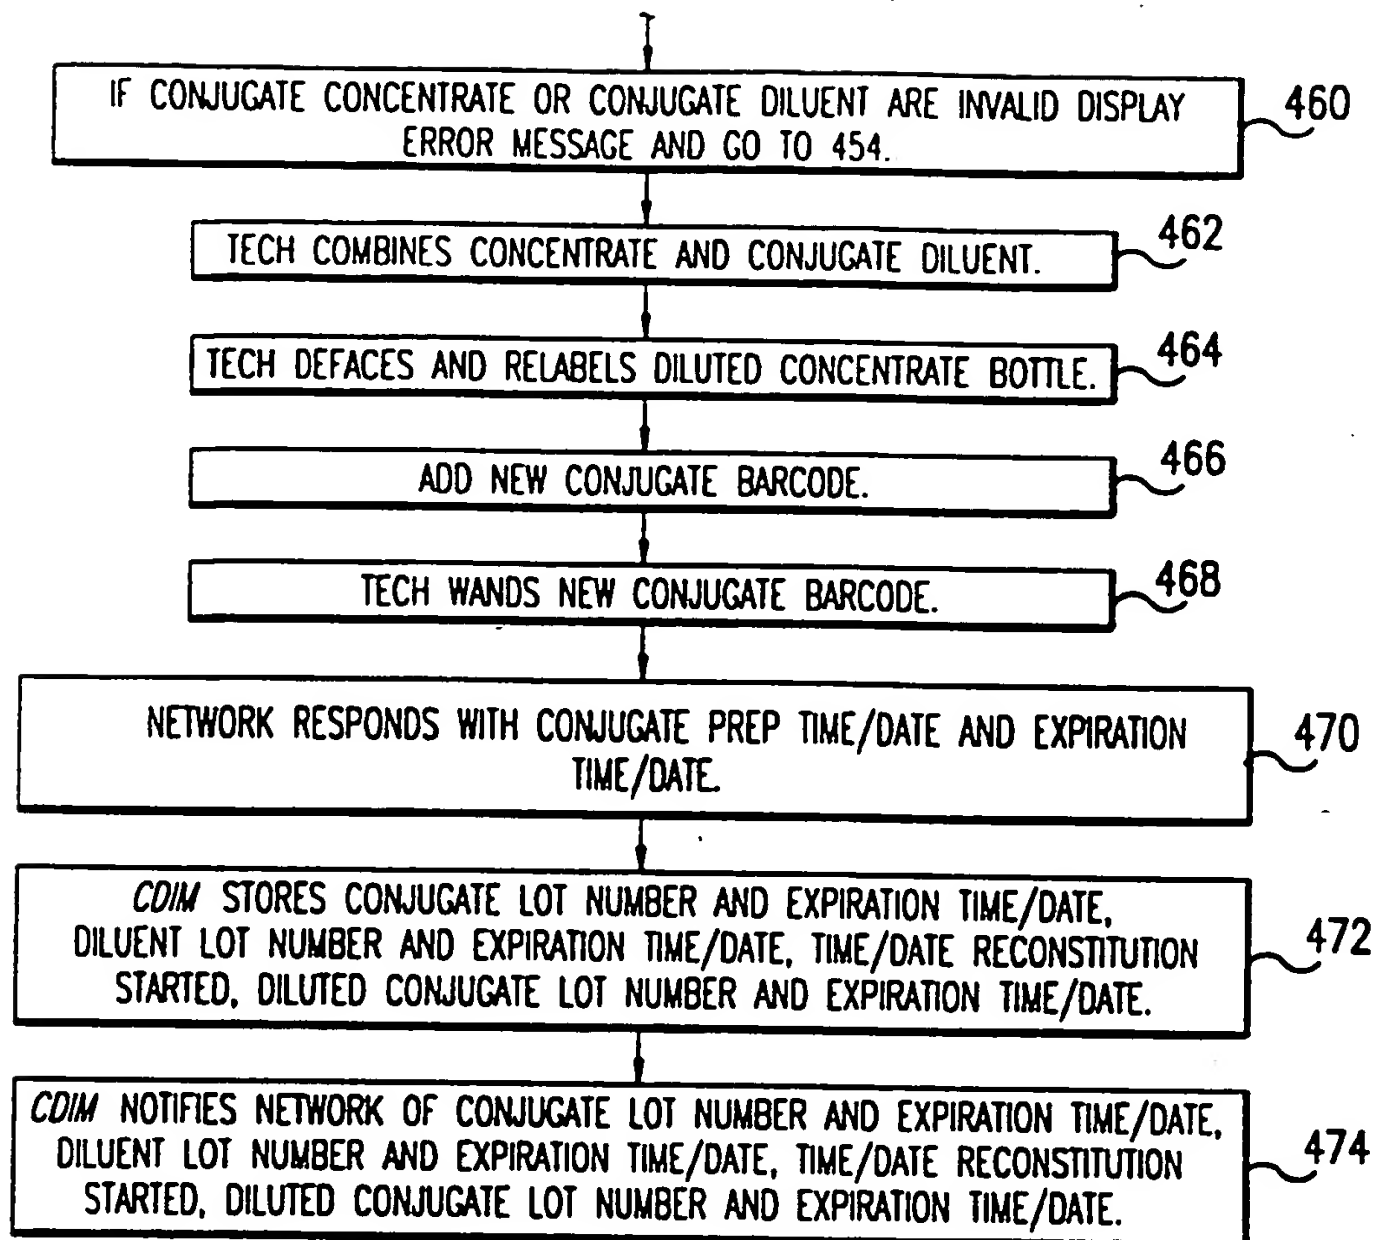 IF CONJUGATE CONCENTRATE OR CONJUGATE DILUENT ARE INVALID DISPLAY
ERROR MESSAGE AND GO TO 454.
460
TECH COMBINES CONCENTRATE AND CONJUGATE DILUENT.
462
TECH DEFACES AND RELABELS DILUTED CONCENTRATE BOTTLE.
464
ADD NEW CONJUGATE BARCODE.
466
TECH WANDS NEW CONJUGATE BARCODE.
468
NETWORK RESPONDS WITH CONJUGATE PREP TIME/DATE AND EXPIRATION
TIME/DATE.
470
CDIM STORES CONJUGATE LOT NUMBER AND EXPIRATION TIME/DATE,
DILUENT LOT NUMBER AND EXPIRATION TIME/DATE, TIME/DATE RECONSTITUTION
STARTED, DILUTED CONJUGATE LOT NUMBER AND EXPIRATION TIME/DATE.
472
CDIM NOTIFIES NETWORK OF CONJUGATE LOT NUMBER AND EXPIRATION TIME/DATE,
DILUENT LOT NUMBER AND EXPIRATION TIME/DATE, TIME/DATE RECONSTITUTION
STARTED, DILUTED CONJUGATE LOT NUMBER AND EXPIRATION TIME/DATE.
474